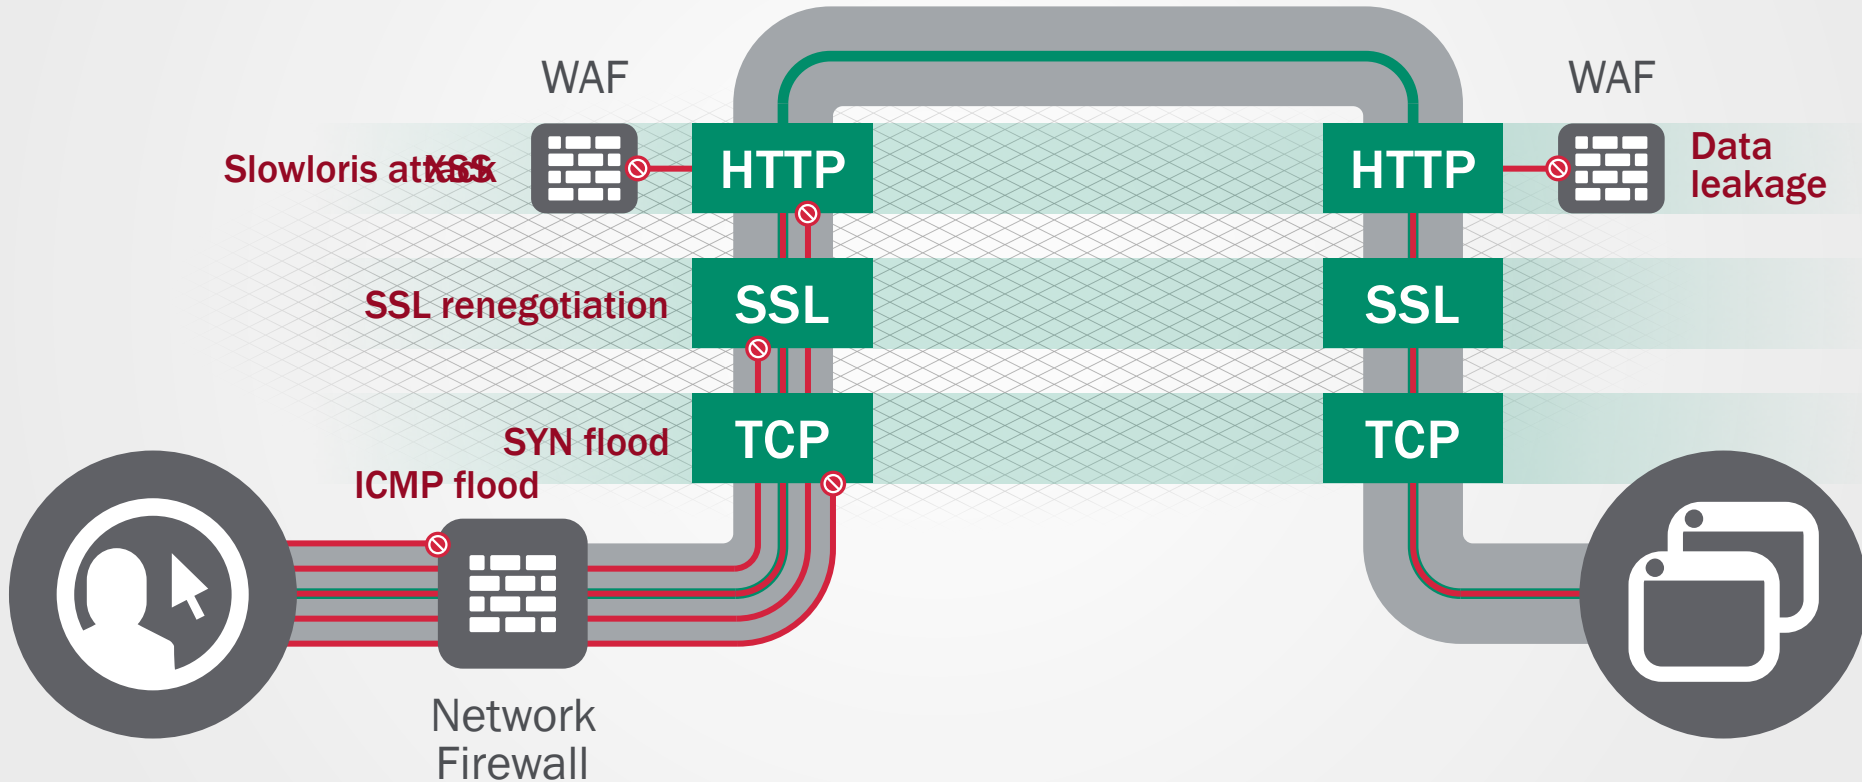 WAF
WAF
Slowloris attack
XSS
HTTP
HTTP
Data
leakage
SSL renegotiation
SSL
SSL
SYN flood
TCP
TCP
ICMP flood
Network
Firewall